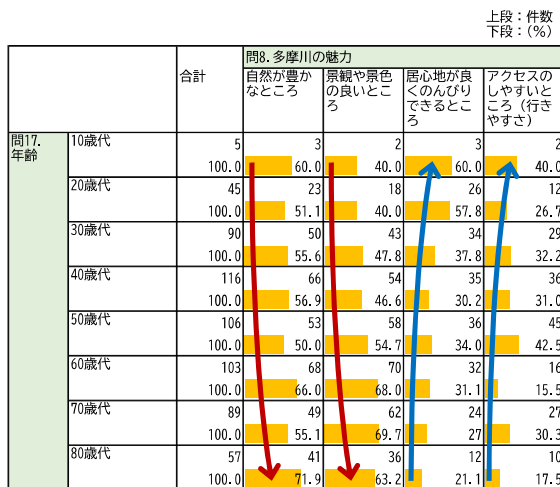 上段：件数
下段：(%)
問8.多摩川の魅力
合計
自然が豊か
なところ
景観や景色
の良いとこ
ろ
居心地が良
くのんびり
できるとこ
ろ
アクセスの
しやすいと
ころ（行き
やすさ）
問17.
年齢
10歳代 5 3 2 3 2
100.0 60.0 40.0 60.0 40.0
20歳代 45 23 18 26 12
100.0 51.1 40.0 57.8 26.7
30歳代 90 50 43 34 29
100.0 55.6 47.8 37.8 32.2
40歳代 116 66 54 35 36
100.0 56.9 46.6 30.2 31.0
50歳代 106 53 58 36 45
100.0 50.0 54.7 34.0 42.5
60歳代 103 68 70 32 16
100.0 66.0 68.0 31.1 15.5
70歳代 89 49 62 24 27
100.0 55.1 69.7 27 30.3
80歳代 57 41 36 12 10
100.0 71.9 63.2 21.1 17.5